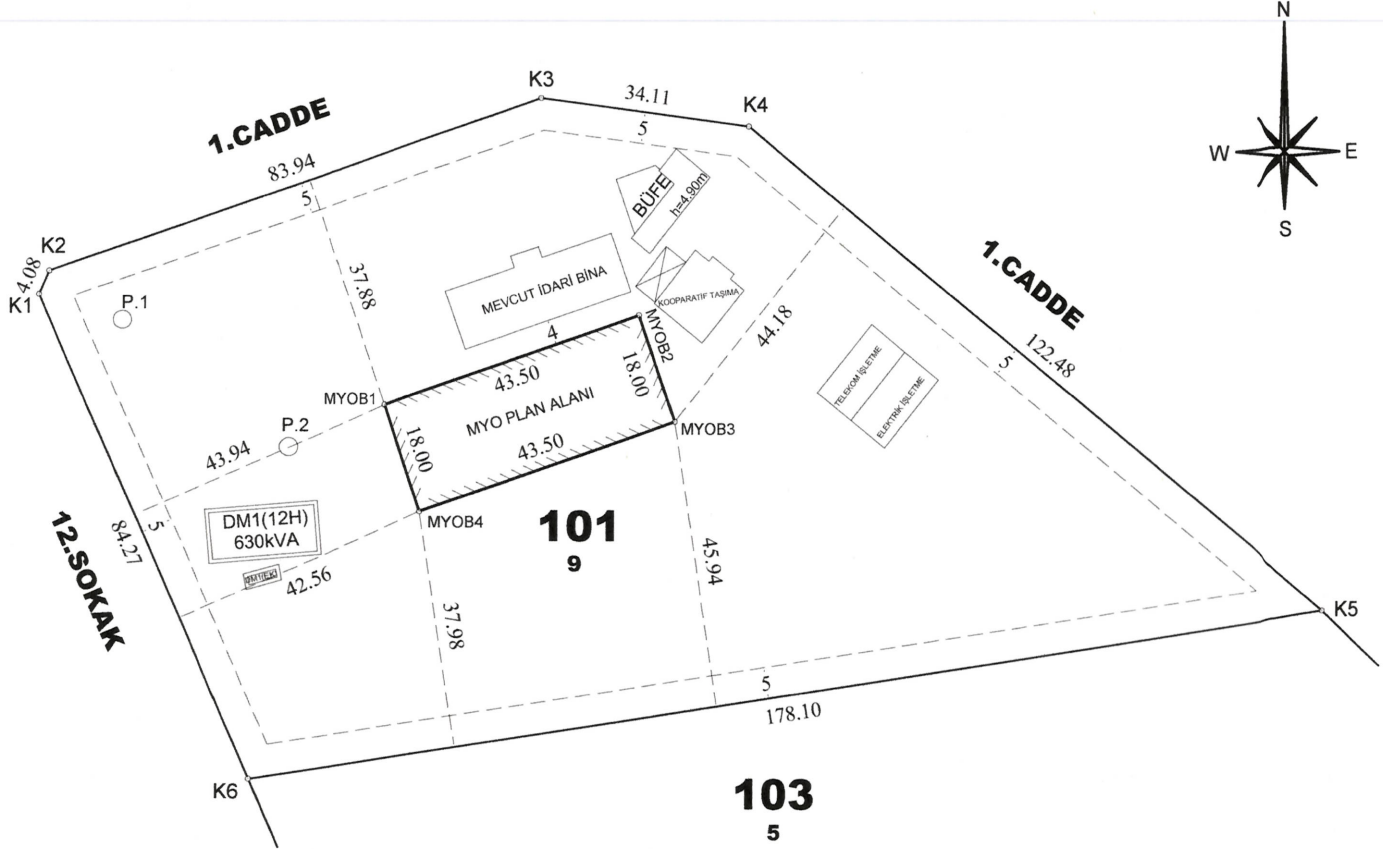 N
W
E
S
K3
34.11
K4
5
1.CADDE
83.94
5
K2
4.08
K1
P.1
37.88
BÜFE
h=4.90m
MEVCUT İDARİ BİNA
KOOPARATIF TAŞIMA
1.CADDE
122.48
5
44.18
TELEKOM İŞLETME
ELEKTRİK İŞLETME
4
MYOB2
43.50
18.00
MYO PLAN ALANI
MYOB1
18.00
43.50
MYOB3
P.2
43.94
MYOB4
12.SOKAK
84.27
5
DM1(12H)
630kVA
42.56
101
9
37.98
45.94
K5
5
178.10
K6
103
5